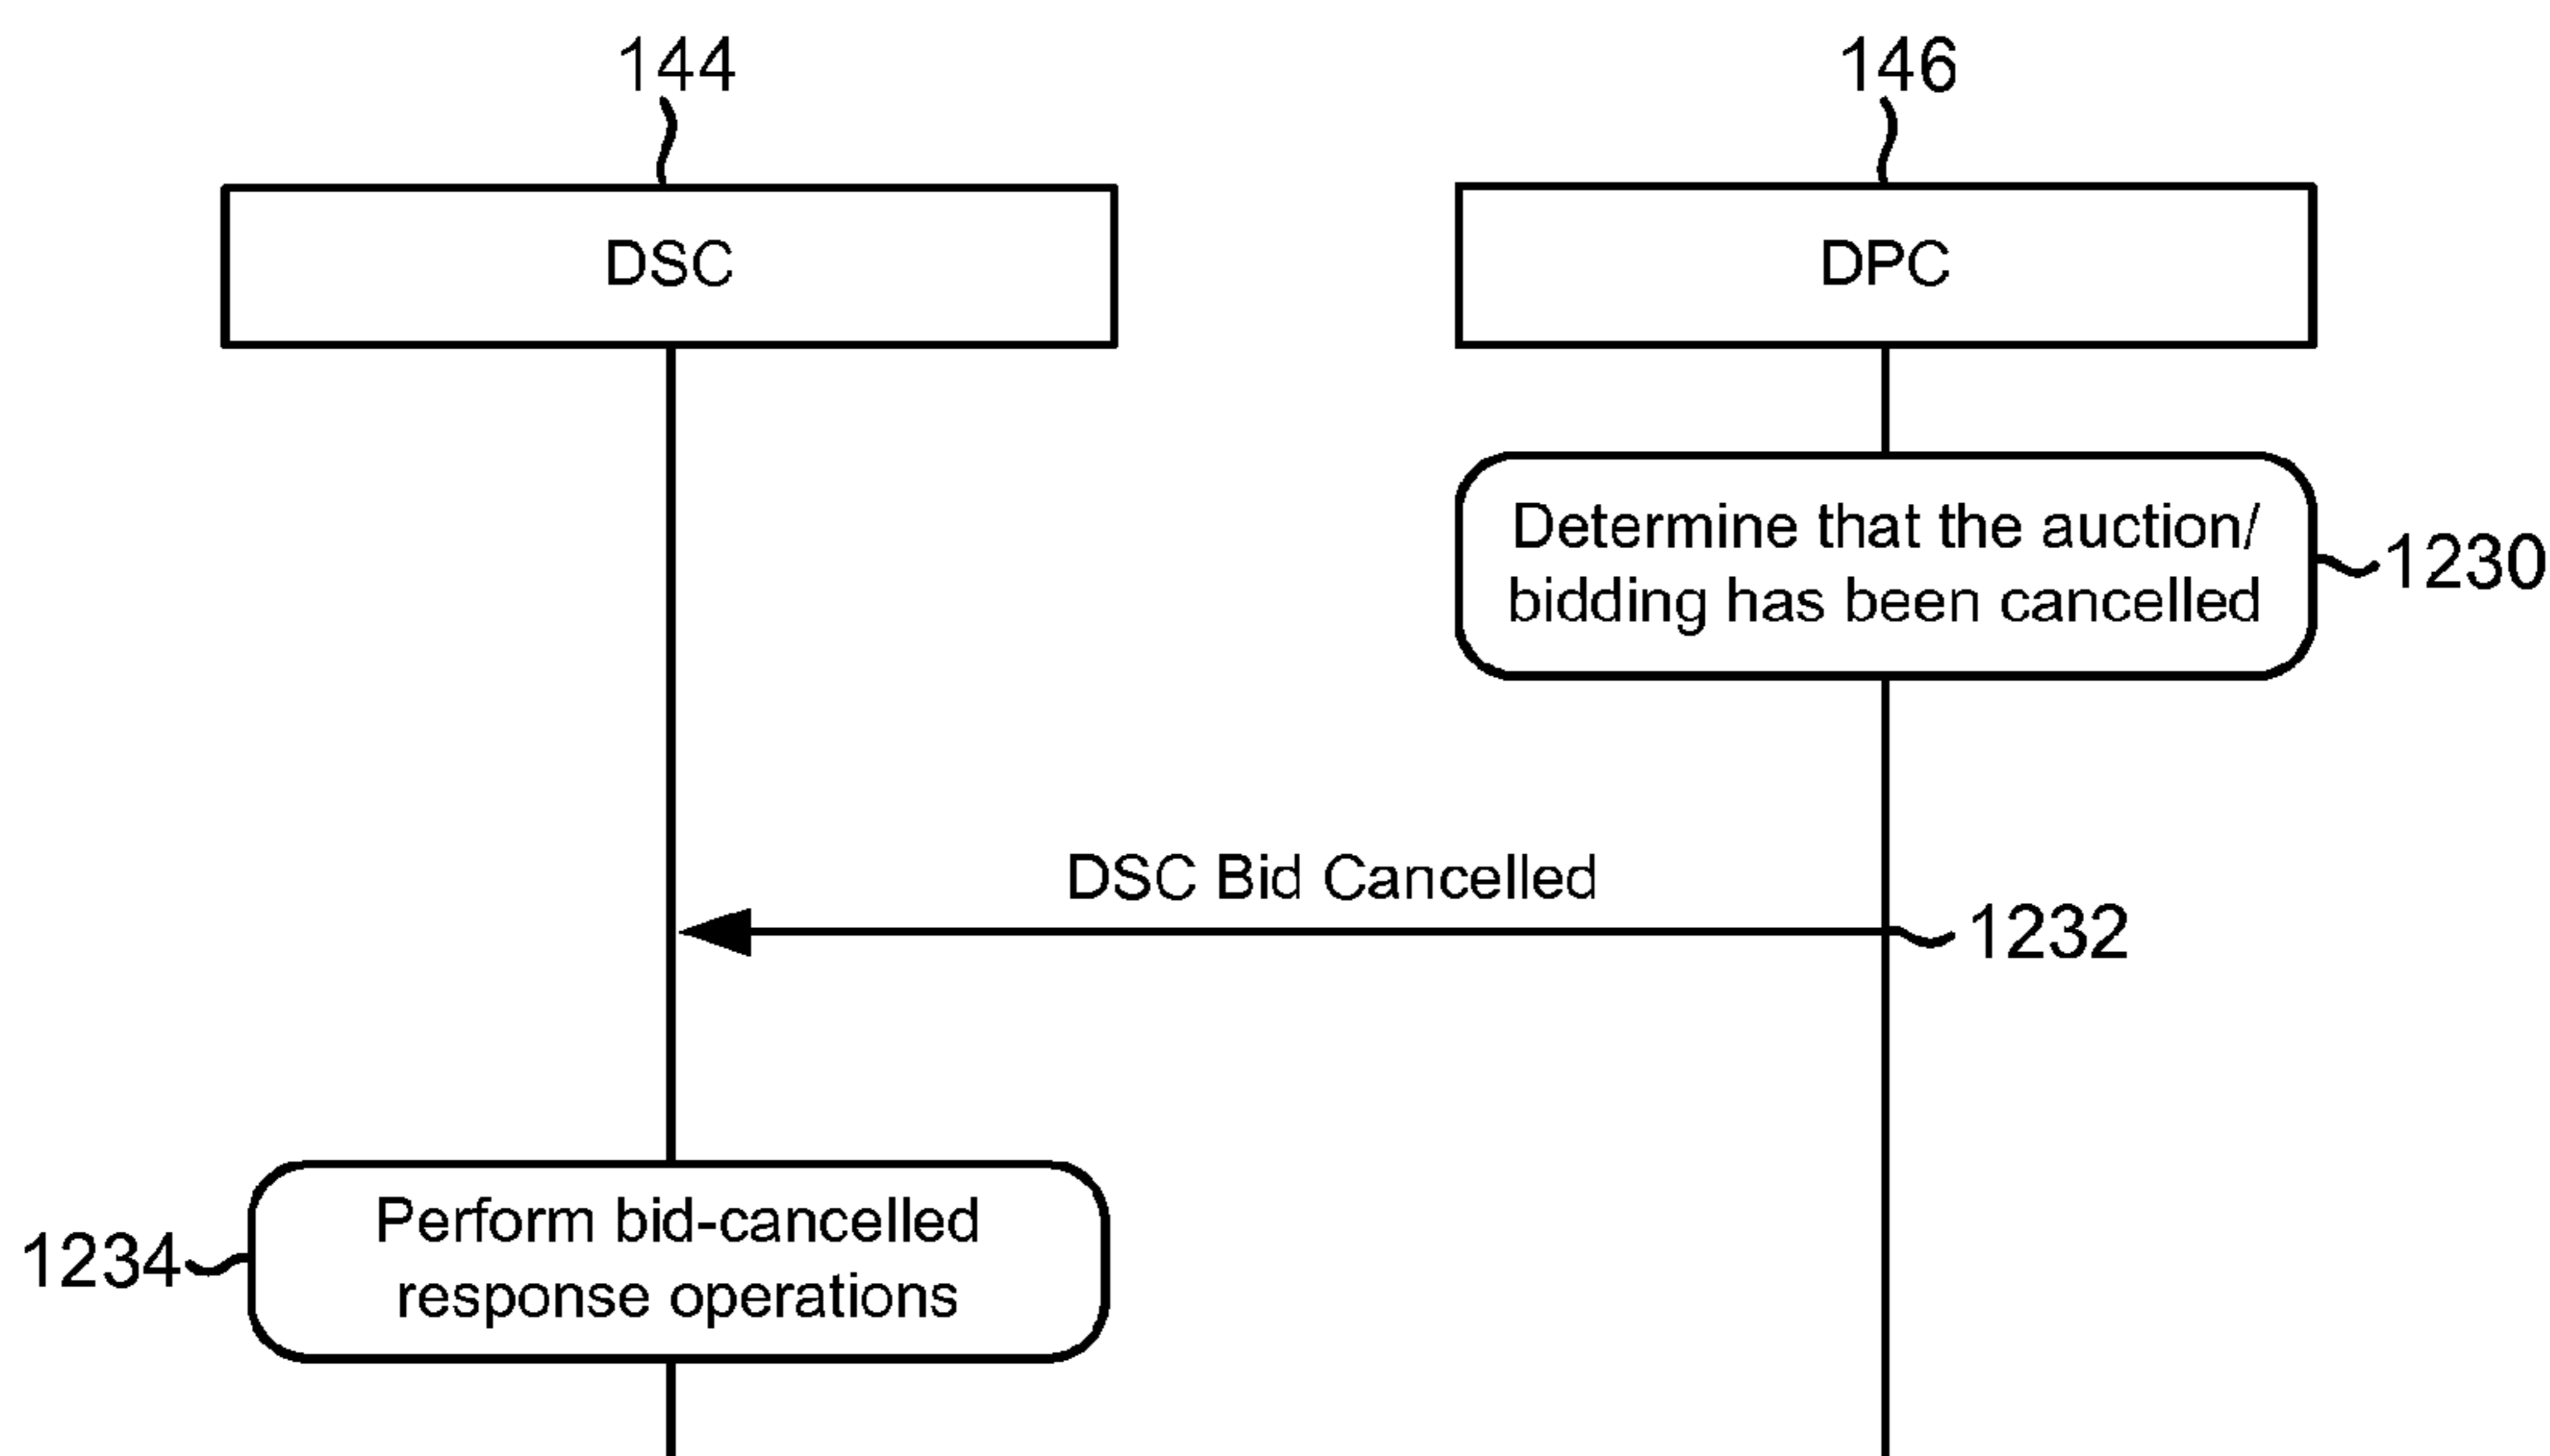 144
146
DSC
DPC
Determine that the auction/
bidding has been cancelled
1230
DSC Bid Cancelled
1232
Perform bid-cancelled
response operations
1234